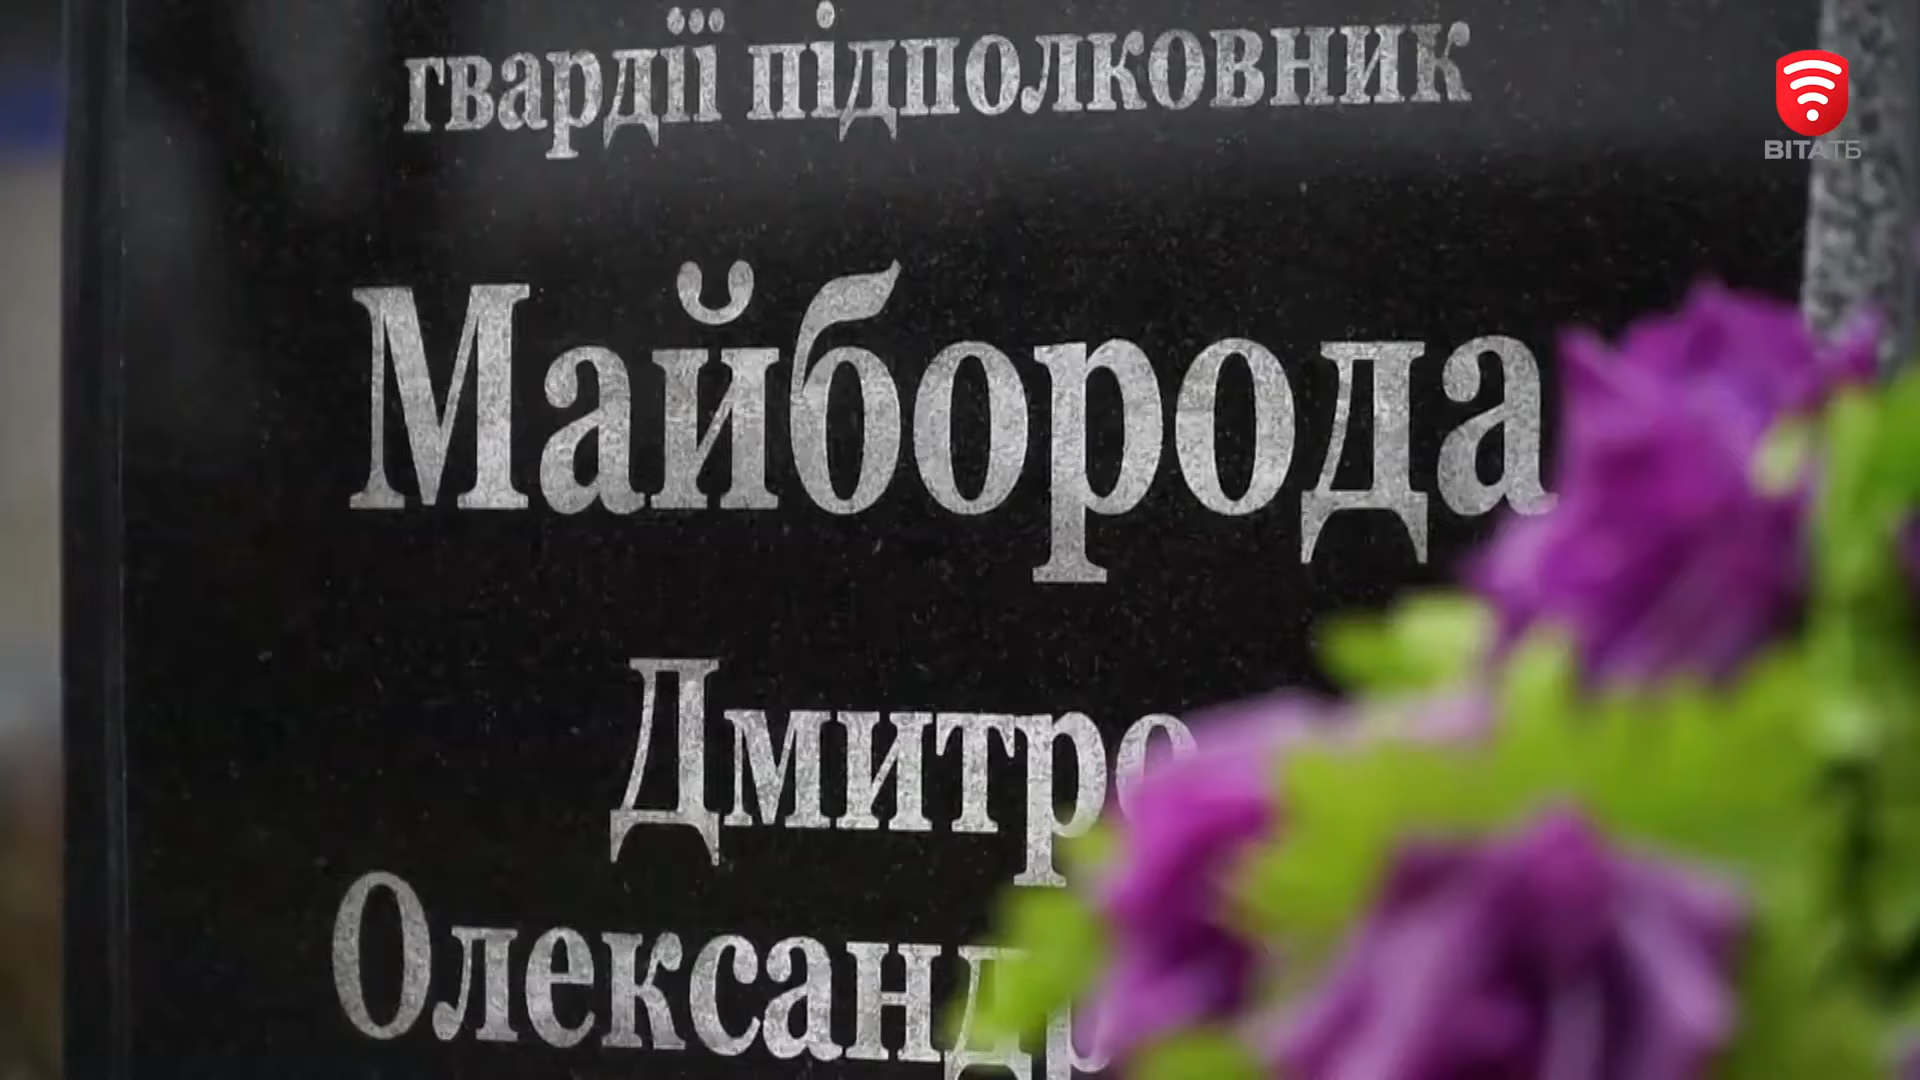 гвардії підполковник
ВІТАТБ
Майборода
Дмитро